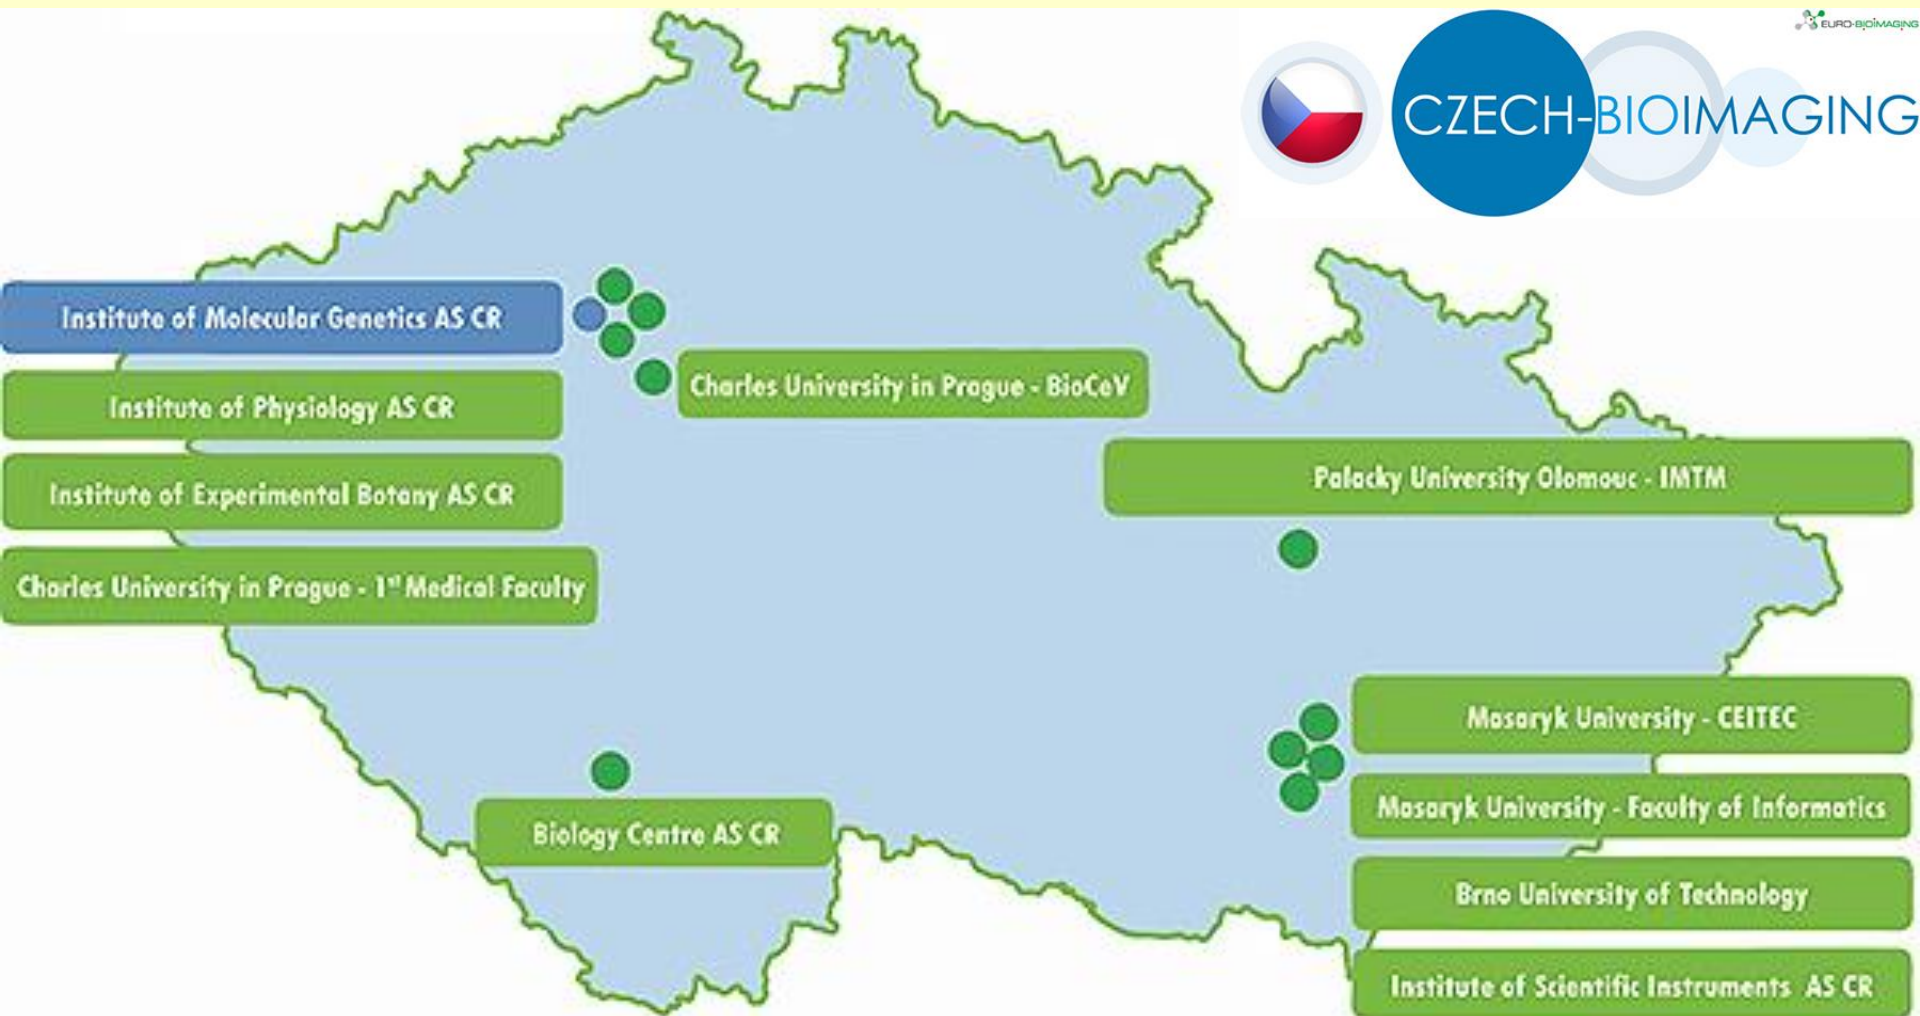 EURO-BIOIMAGING
CZECH-BIOIMAGING
Institute of Molecular Genetics AS CR
Institute of Physiology AS CR
Charles University in Prague - BioCeV
Institute of Experimental Botany AS CR
Palacky University Olomouc - IMTM
Charles University in Prague - 1st Medical Faculty
Masaryk University - CEITEC
Masaryk University - Faculty of Informatics
Biology Centre AS CR
Brno University of Technology
Institute of Scientific Instruments AS CR